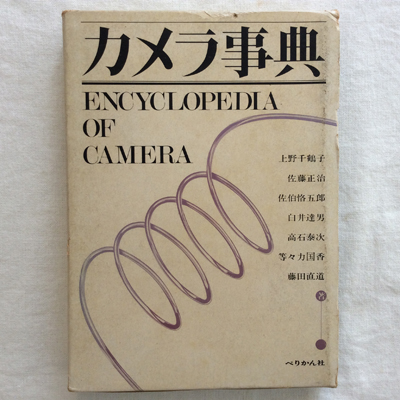 カメラ事典
ENCYCLOPEDIA
OF
CAMERA
上野千鶴子
佐藤正治
佐伯恪五郎
白井達男
高石泰次
等々力国香
藤田直道
著
ぺりかん社